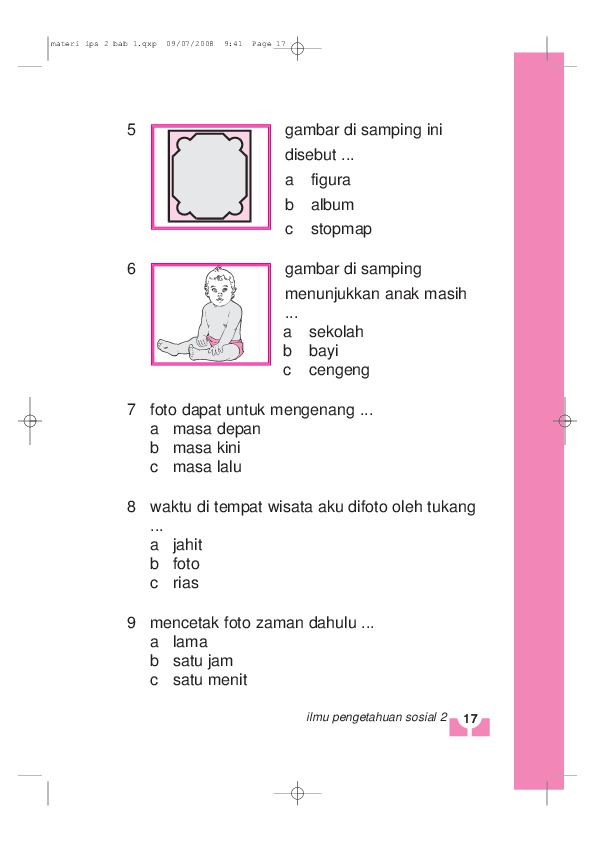 materi ips 2 bab 1.qxp 09/07/2008 9:41 Page 17
5 gambar di samping ini
disebut ...
a figura
b album
c stopmap
6 gambar di samping
menunjukkan anak masih
...
a sekolah
b bayi
c cengeng
7 foto dapat untuk mengenang ...
a masa depan
b masa kini
c masa lalu
8 waktu di tempat wisata aku difoto oleh tukang
...
a jahit
b foto
c rias
9 mencetak foto zaman dahulu ...
a lama
b satu jam
c satu menit
ilmu pengetahuan sosial 2 17